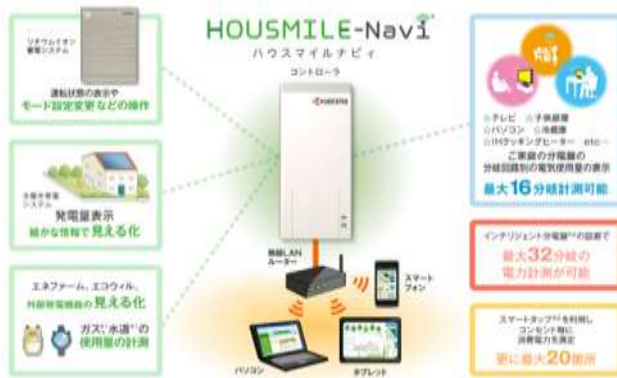 HOUSMILE-Navi
ハウスマイルナビィ
コントローラ
KYOCERA
リチウムイオン
蓄電システム
運転状態の表示や
モード設定変更などの操作
太陽光発電
システム
発電量表示
細かな情報で見える化
エネファーム、エコウィル、
外部発電機器の見える化
ガス、水道の
使用量の計測
無線LAN
ルーター
スマート
フォン
パソコン
タブレット
☆テレビ ☆子供部屋
☆パソコン ☆冷蔵庫
☆IHクッキングヒーター etc…
ご家庭の分電盤の
分岐回路別の電気使用量の表示
最大16分岐計測可能
インテリジェント分電盤の設置で
最大32分岐の
電力計測が可能
スマートタップを利用し
コンセント毎に
消費電力を測定
更に最大20箇所